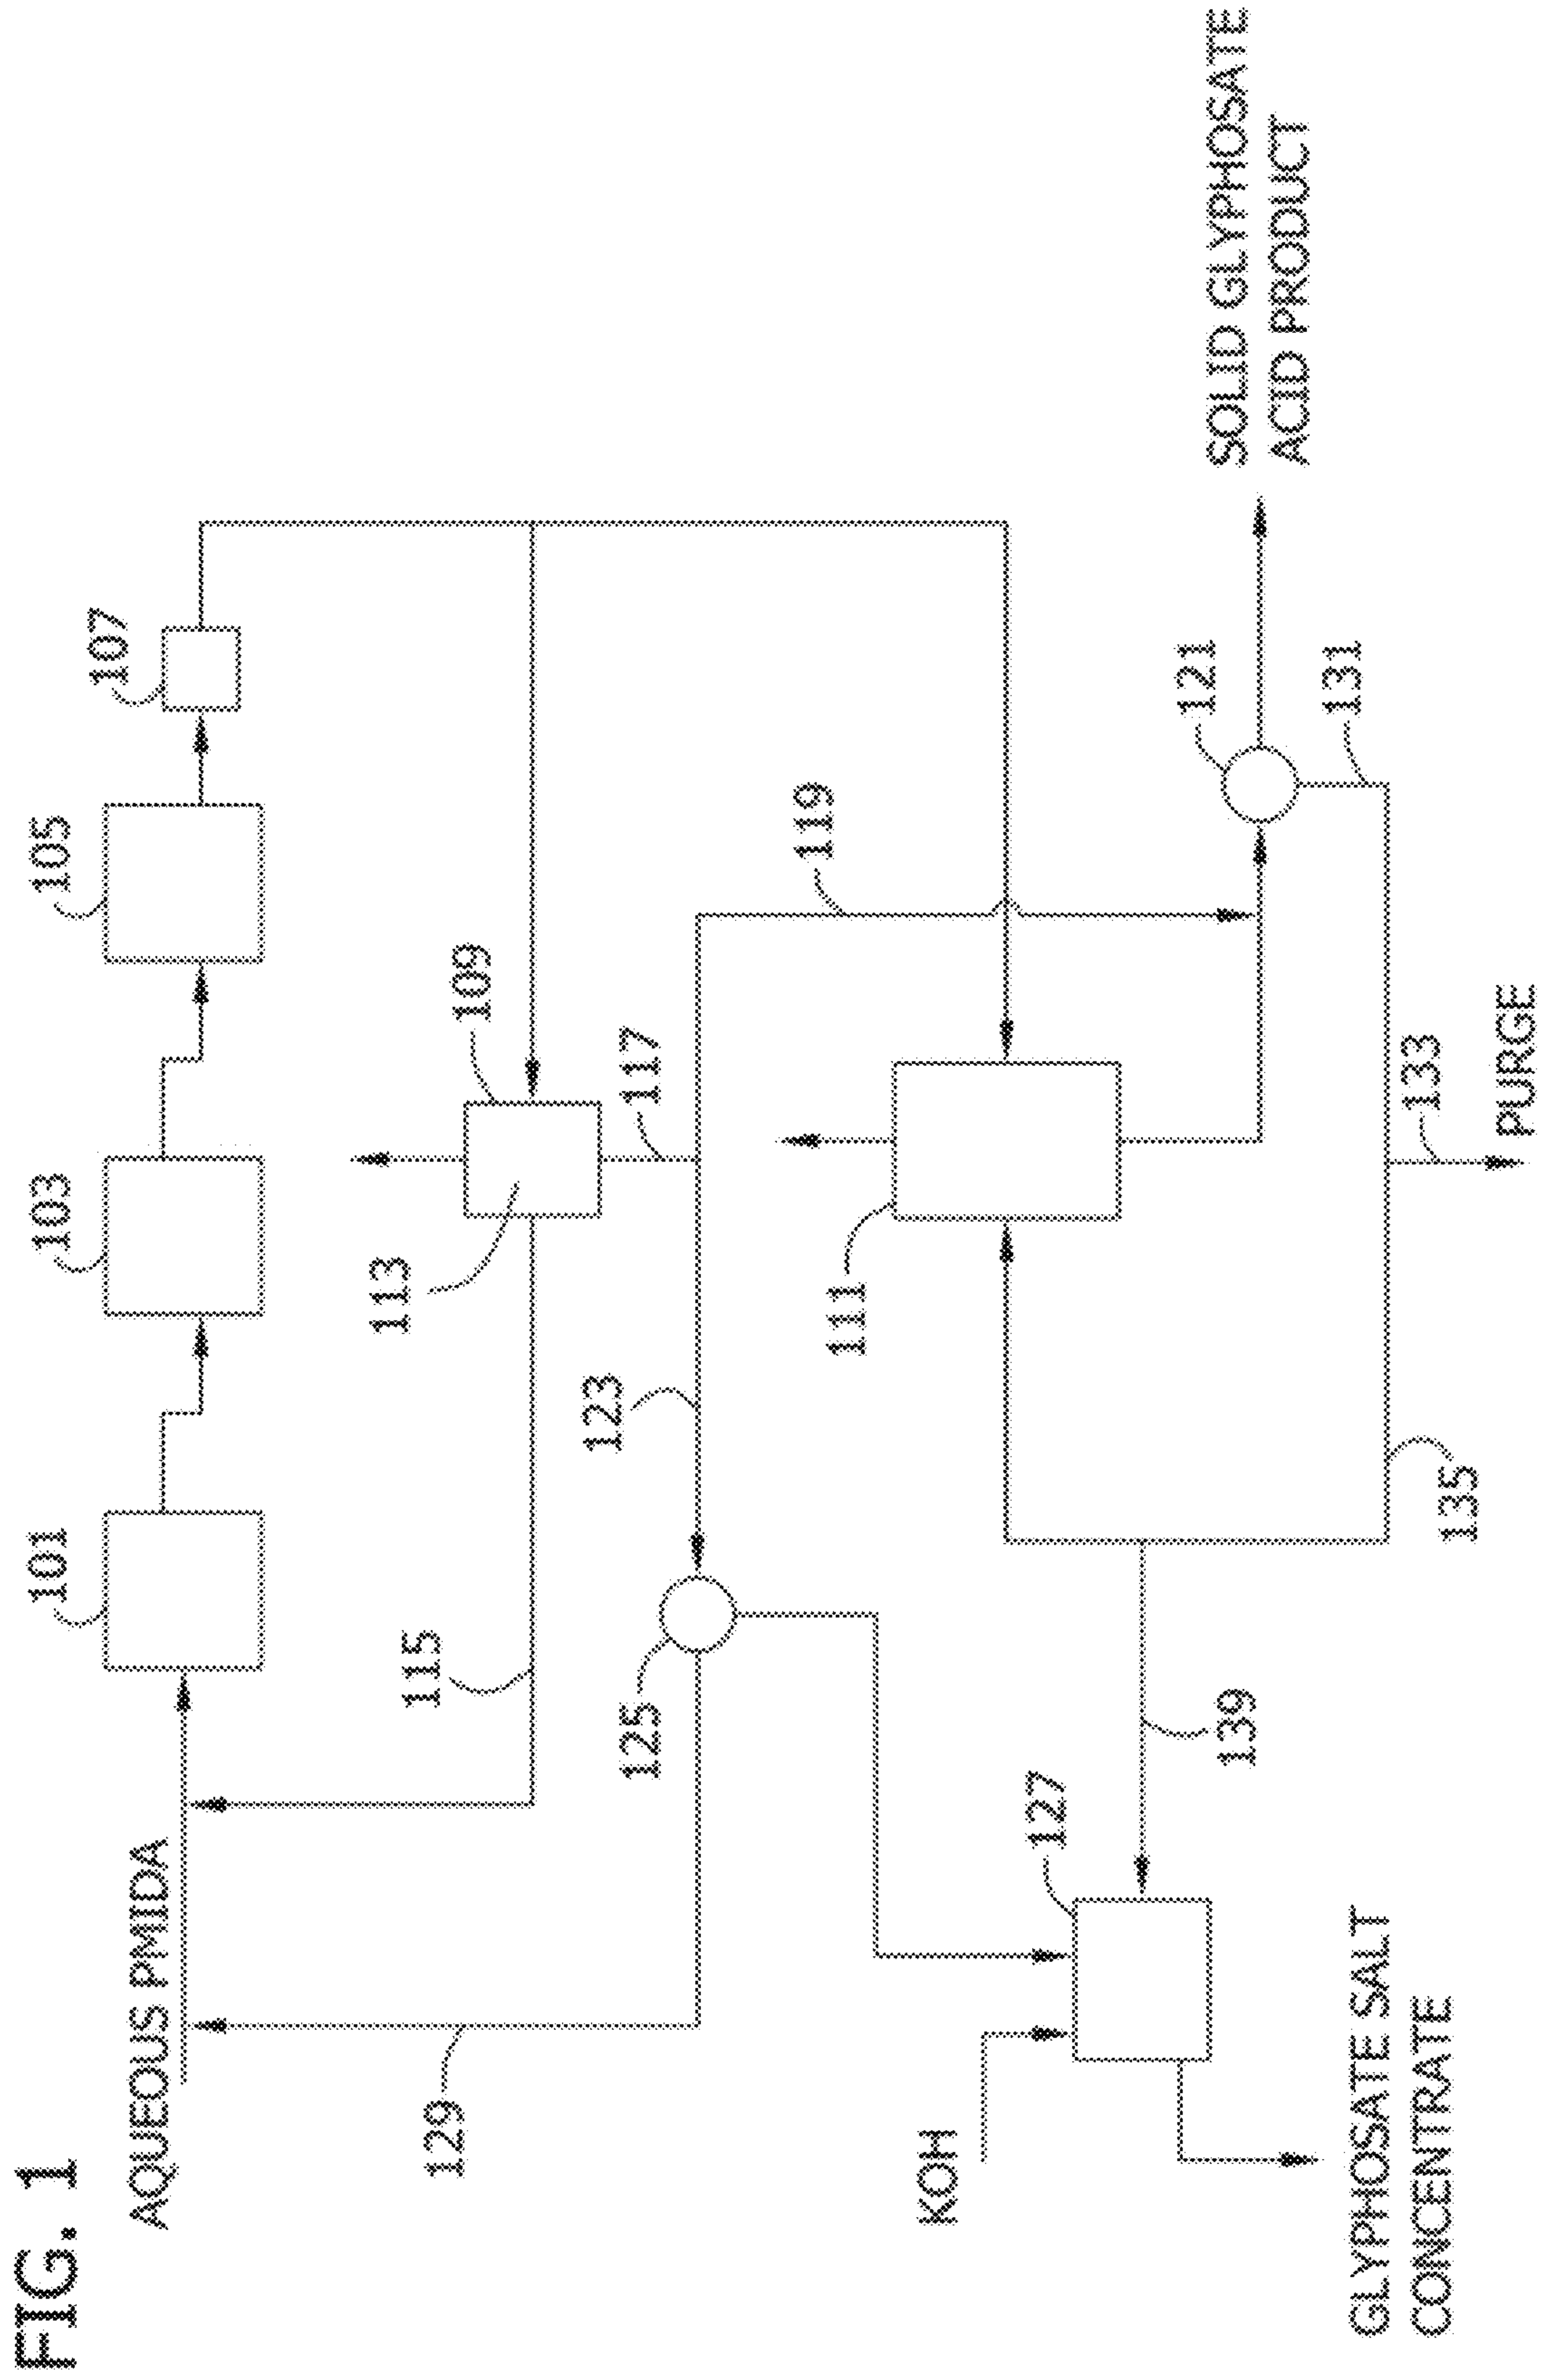 FIG. 1
AQUEOUS PMIDA
101
103
105
107
109
113
115
117
119
123
125
129
111
121
131
SOLID GLYPHOSATE
ACID PRODUCT
KOH
127
139
135
133
PURGE
GLYPHOSATE SALT
CONCENTRATE